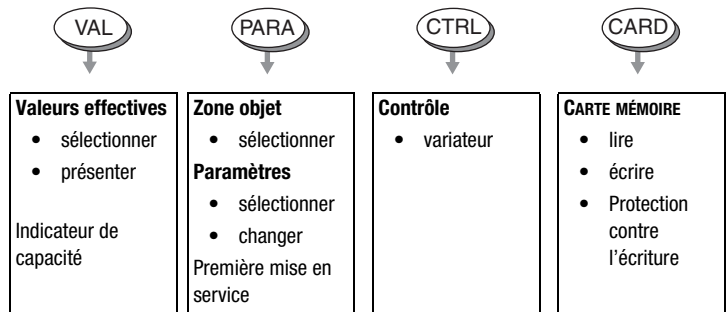 VAL
PARA
CTRL
CARD
Valeurs effectives
• sélectionner
• présenter
Indicateur de
capacité
Zone objet
• sélectionner
Paramètres
• sélectionner
• changer
Première mise en
service
Contrôle
• variateur
CARTE MÉMOIRE
• lire
• écrire
• Protection
contre
l'écriture